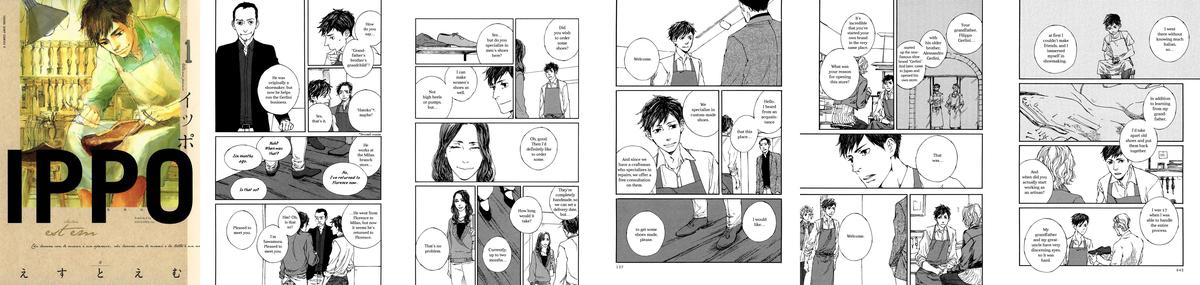 1
イッポ
IPPO
est em
えすとえむ
How
do you
say...
"Grand-
father's
brother's
grandchild"?
He was
originally a
shoemaker, but
now he helps
run the Gerlini
business.
"Hatoko"*,
maybe?
Yes,
that's it.
Huh?
When was
that?
Six months
ago.
He
works at
the Milan
branch
store...
No,
I've returned to
Florence now.
Is that so?
...He went from
Florence to
Milan, but now
it seems he's
returned to
Florence.
Haa! Oh,
is that
so?
I'm
Sawamura.
Pleased to
meet you.
Pleased to
meet you.
Did
you wish
to order
some
shoes?
Yes...
but do you
specialize in
men's shoes
here?
I can
make
women's
shoes as
well.
Not
high heels
or pumps,
but...
Oh, good.
Then I'd
definitely like
to order
some.
They're
completely
handmade, so
we can set a
delivery date,
but...
How long
would it
take?
Currently,
up to two
months...
That's no
problem.
Welcome.
Hello.
I heard
from an
acquain-
tance
that this
place...
We
specialize in
custom-made
shoes.
And since we
have a craftsman
who specializes in
repairs, we offer a
free consultation
on them.
I would
like...
to get some
shoes made,
please.
137
Your
grandfather,
Filippo
Gerlini,
with his
older
brother,
Alessandro
Gerlini,
started
up the now-
famous shoe
brand "Gerlini"
And later, came
to Japan and
opened his
own store.
It's
incredible
that you've
started your
own brand
in the very
same place.
What was
your reason
for opening
this store?
That
was...
Welcome.
I went
there without
knowing much
Italian,
so...
at first I
couldn't make
friends, and I
immersed
myself in
shoemaking.
In addition
to learning
from my
grand-
father,
I'd take
apart old
shoes and
put them
back
together.
And
when did you
actually start
working as
an artisan?
I was 17
when I was
able to handle
the entire
process.
My
grandfather
and my great
uncle have very
discerning eyes,
so it was
hard.